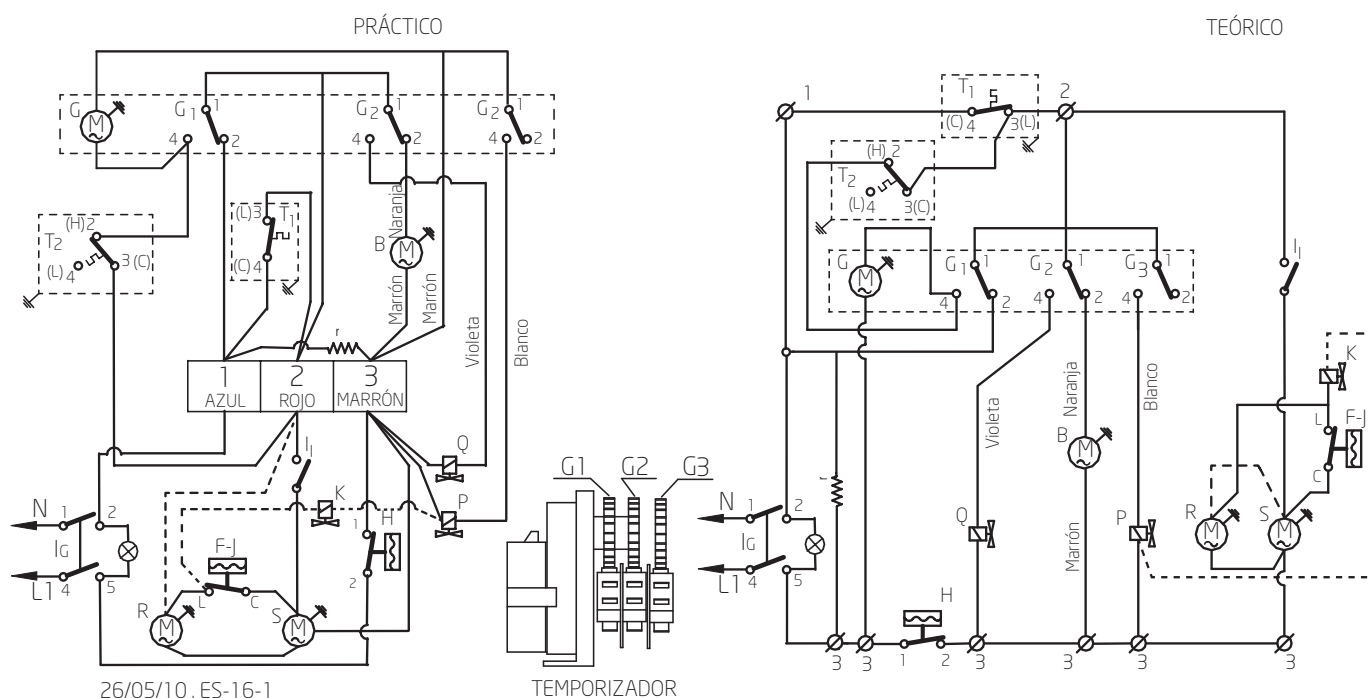 PRÁCTICO
G M G1 1 4 2 G2 1 4 2 G2 1 4 2
T2 (H)2 (L)4 3(C)
(L)3 T1 (C)4
B M Naranja
Marrón
Marrón
Violeta
Blanco
r
1 2 3
AZUL ROJO MARRÓN
I1
K
Q
P
H 1 2
N 1 2
IG
L1 4 5
F-J
L C
R M S M
26/05/10 . ES-16-1
G1 G2 G3
TEMPORIZADOR
TEÓRICO
1 T1 2
(C)4 3(L)
(H)2
T2
(L)4 3(C)
G M G1 1 4 2 G2 1 4 2 G3 1 4 2
I1
K
L F-J
C
Violeta
Naranja
Blanco
B M
Marrón
r
Q
P
R M S M
N 1 2
IG
L1 4 5
H
3 3 1 2 3 3 3 3